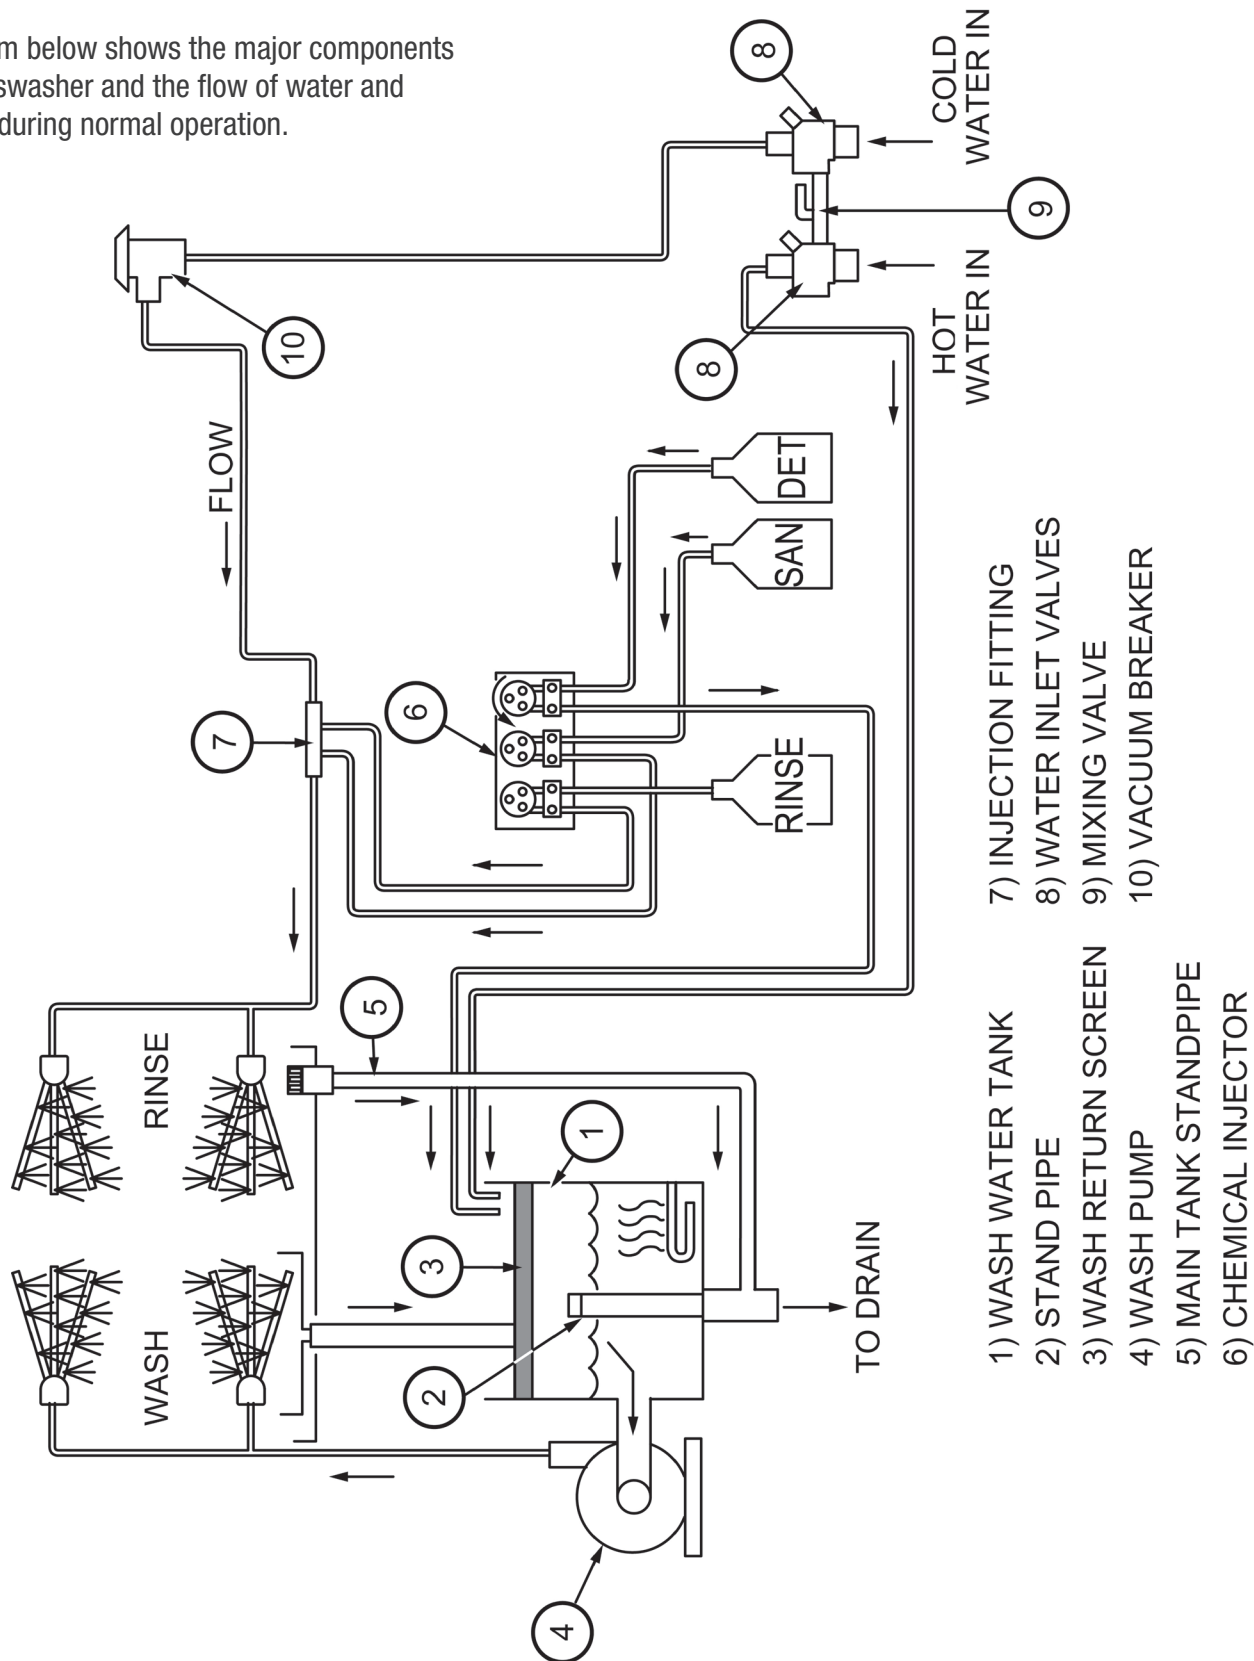 m below shows the major components
swasher and the flow of water and
during normal operation.
WASH
RINSE
FLOW
RINSE
SAN
DET
TO DRAIN
HOT
WATER IN
COLD
WATER IN
1
2
3
4
5
6
7
8
8
9
10
1) WASH WATER TANK
2) STAND PIPE
3) WASH RETURN SCREEN
4) WASH PUMP
5) MAIN TANK STANDPIPE
6) CHEMICAL INJECTOR
7) INJECTION FITTING
8) WATER INLET VALVES
9) MIXING VALVE
10) VACUUM BREAKER